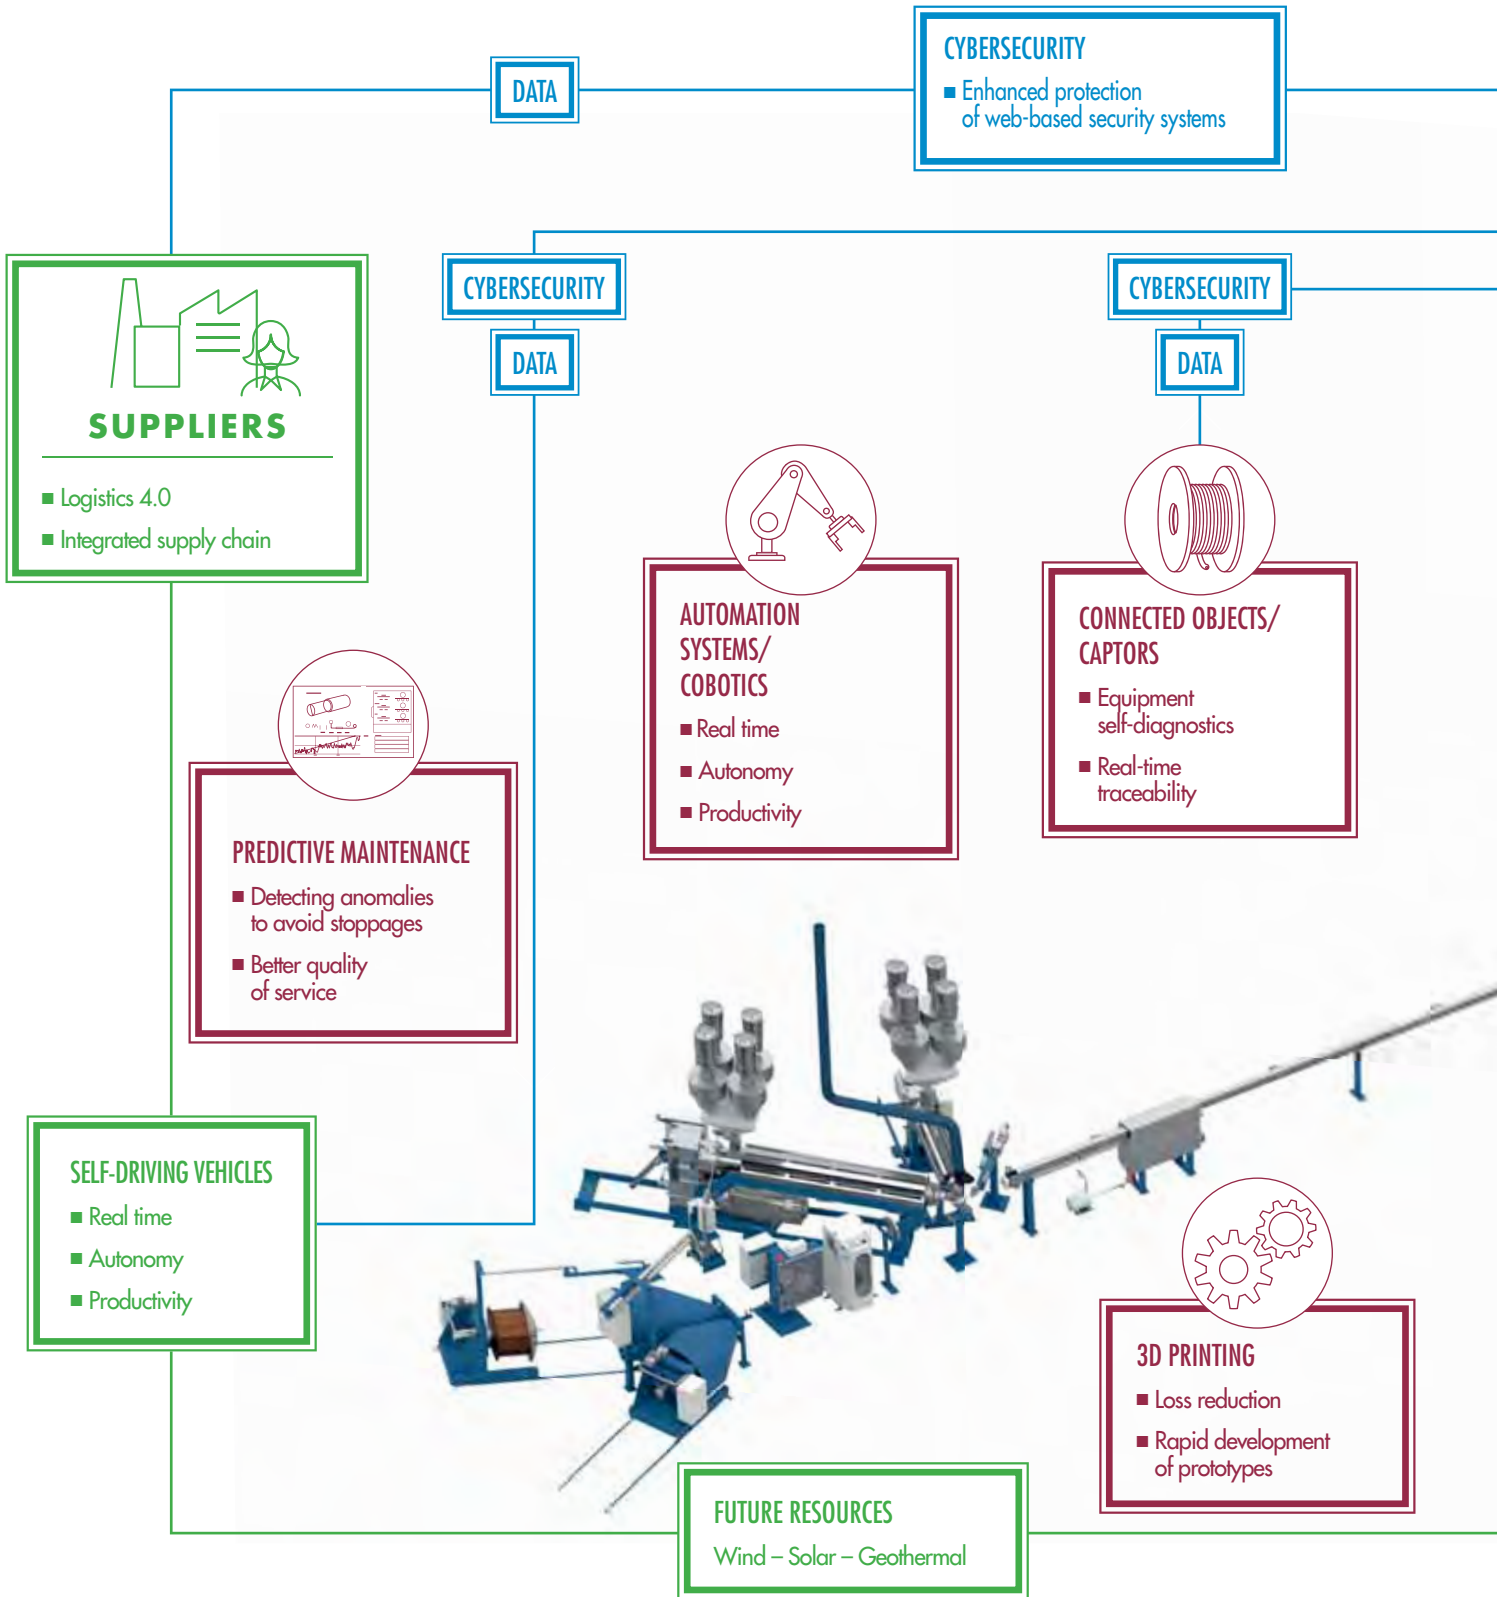 DATA
CYBERSECURITY
■ Enhanced protection
of web-based security systems
CYBERSECURITY
DATA
CYBERSECURITY
DATA
SUPPLIERS
■ Logistics 4.0
■ Integrated supply chain
AUTOMATION
SYSTEMS/
COBOTICS
■ Real time
■ Autonomy
■ Productivity
CONNECTED OBJECTS/
CAPTORS
■ Equipment
self-diagnostics
■ Real-time
traceability
PREDICTIVE MAINTENANCE
■ Detecting anomalies
to avoid stoppages
■ Better quality
of service
SELF-DRIVING VEHICLES
■ Real time
■ Autonomy
■ Productivity
3D PRINTING
■ Loss reduction
■ Rapid development
of prototypes
FUTURE RESOURCES
Wind – Solar – Geothermal